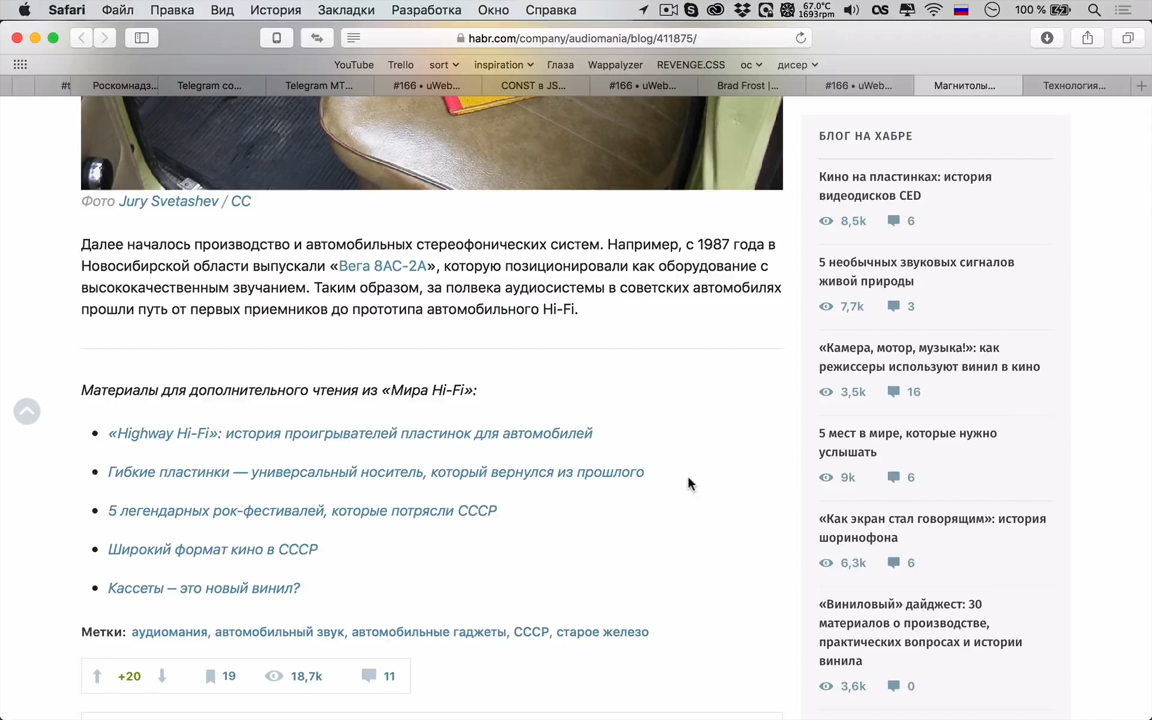 Safari Файл Правка Вид История Закладки Разработка Окно Справка 67.0°C 1693rpm 100 %
habr.com/company/audiomania/blog/411875/
YouTube Trello sort inspiration Глаза Wappalyzer REVENGE.CSS ос дисер
#t Роскомнадз... Telegram co... Telegram MT... #166 • uWeb... CONST в JS... #166 • uWeb... Brad Frost |... #166 • uWeb... Магнитолы... Технология...
Фото Jury Svetashev / CC
Далее началось производство и автомобильных стереофонических систем. Например, с 1987 года в
Новосибирской области выпускали «Вега 8АС-2А», которую позиционировали как оборудование с
высококачественным звучанием. Таким образом, за полвека аудиосистемы в советских автомобилях
прошли путь от первых приемников до прототипа автомобильного Hi-Fi.
Материалы для дополнительного чтения из «Мира Hi-Fi»:
• «Highway Hi-Fi»: история проигрывателей пластинок для автомобилей
• Гибкие пластинки — универсальный носитель, который вернулся из прошлого
• 5 легендарных рок-фестивалей, которые потрясли СССР
• Широкий формат кино в СССР
• Кассеты – это новый винил?
Метки: аудиомания, автомобильный звук, автомобильные гаджеты, СССР, старое железо
+20 19 18,7k 11
БЛОГ НА ХАБРЕ
Кино на пластинках: история
видеодисков CED
8,5k 6
5 необычных звуковых сигналов
живой природы
7,7k 3
«Камера, мотор, музыка!»: как
режиссеры используют винил в кино
3,5k 16
5 мест в мире, которые нужно
услышать
9k 6
«Как экран стал говорящим»: история
шоринофона
6,3k 6
«Виниловый» дайджест: 30
материалов о производстве,
практических вопросах и истории
винила
3,6k 0